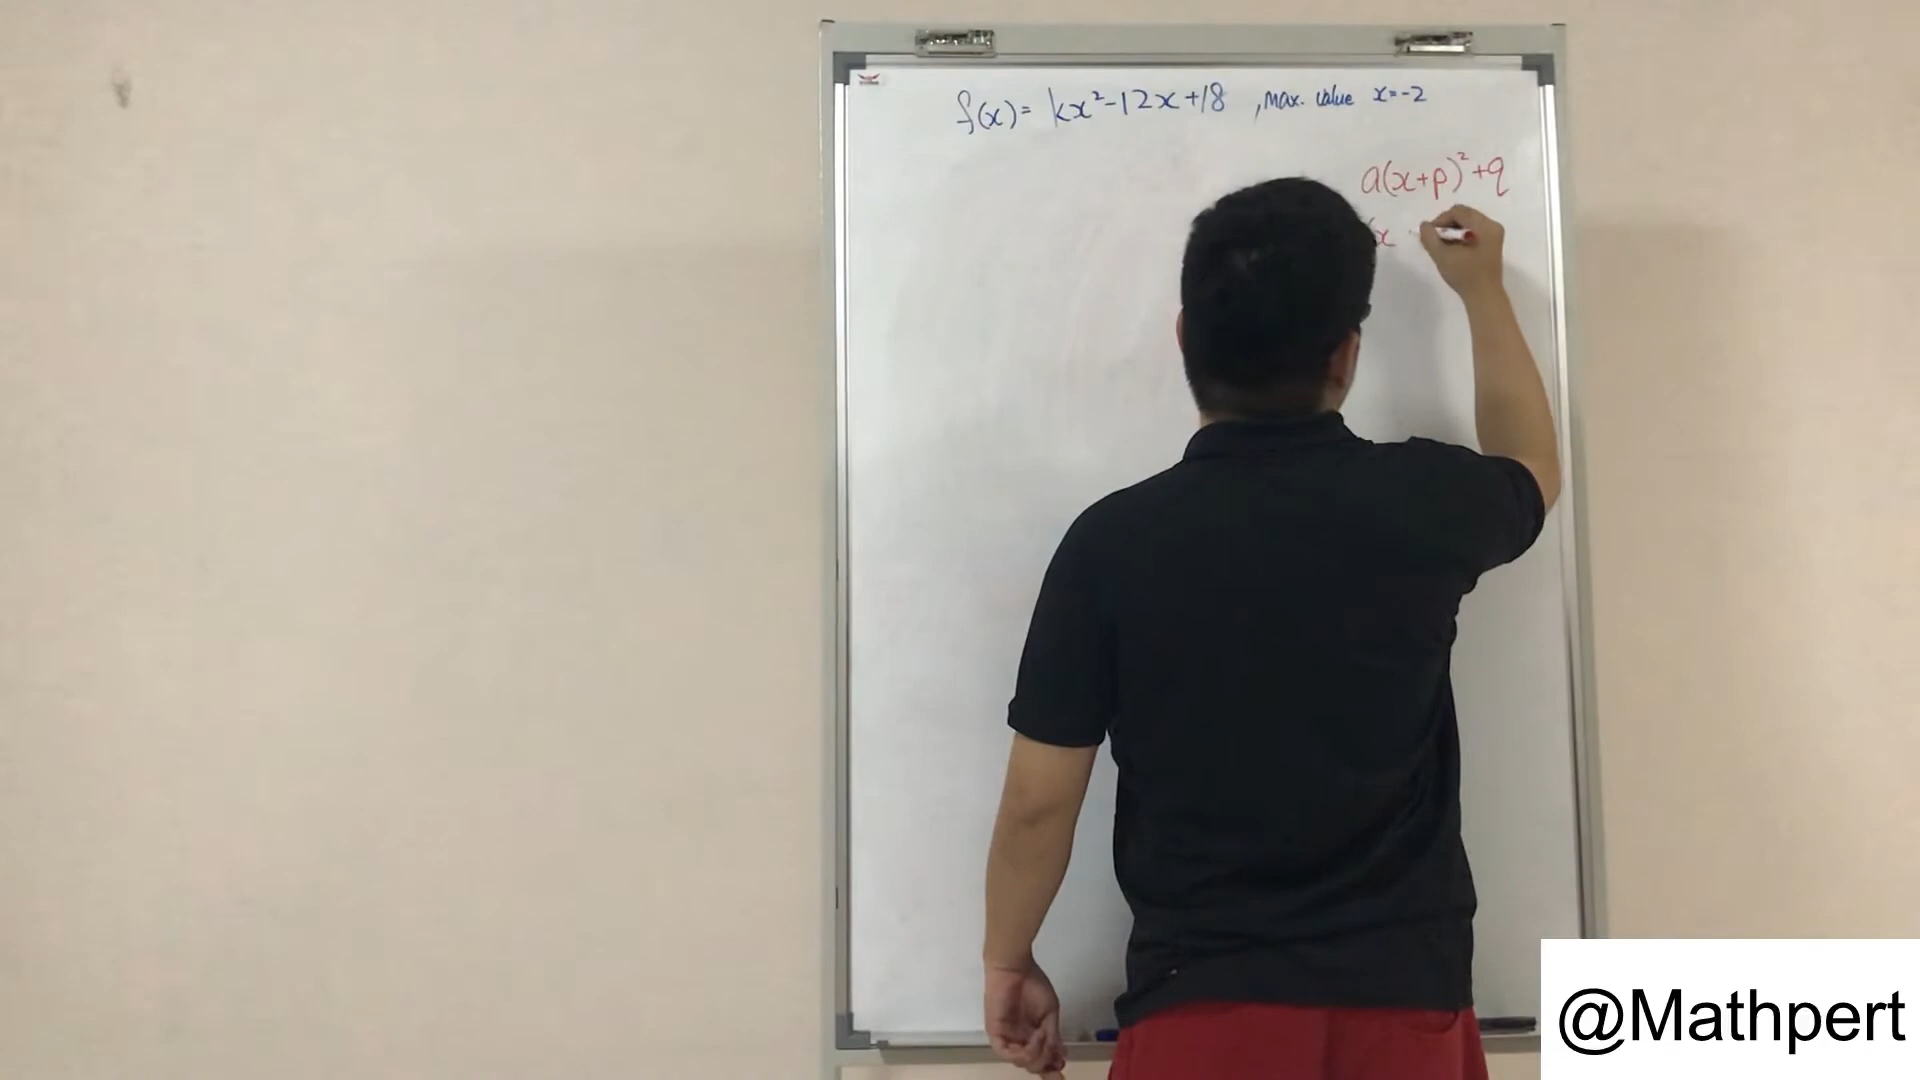 f(x) = kx²-12x+18 , max. value x=-2
a(x+p)²+q
(x
@Mathpert